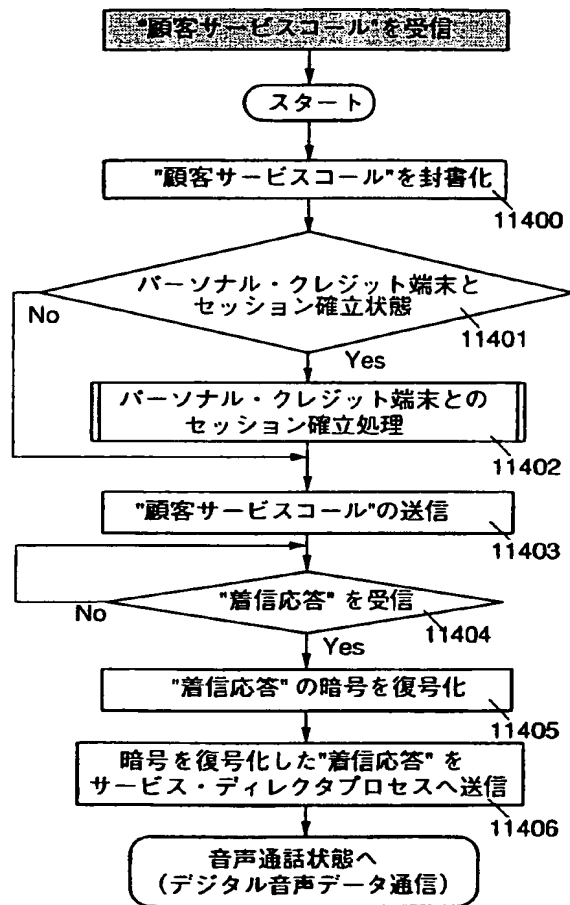 "顧客サービスコール"を受信
スタート
"顧客サービスコール"を封書化
11400
パーソナル・クレジット端末と
セッション確立状態
11401
No
Yes
パーソナル・クレジット端末との
セッション確立処理
11402
"顧客サービスコール"の送信
11403
"着信応答" を受信
11404
No
Yes
"着信応答" の暗号を復号化
11405
暗号を復号化した"着信応答" を
サービス・ディレクタプロセスへ送信
11406
音声通話状態へ
(デジタル音声データ通信)